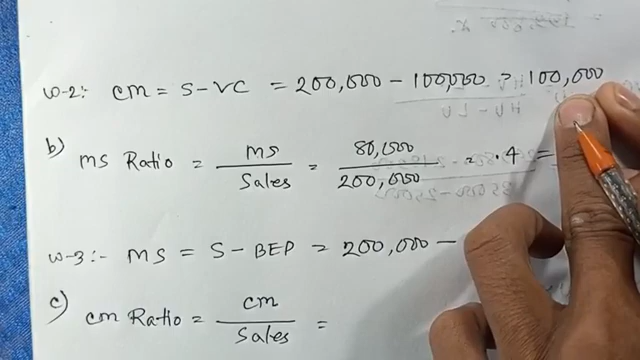 W-2:- CM = S-VC = 200,000 - 100,000 = 100,000
b) MS Ratio = MS / Sales = 80,000 / 200,000 = .4 =
W-3:- MS = S - BEP = 200,000 -
c) CM Ratio = CM / Sales =